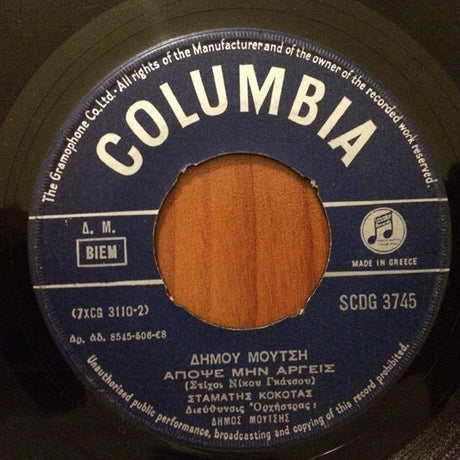 The Gramophone Co., Ltd. · All rights of the Manufacturer and of the owner of the recorded work reserved.
COLUMBIA
Δ. Μ.
BIEM
MADE IN GREECE
(7XCG 3110-2)
SCDG 3745
Αρ. Αδ. 8545-506-68
ΔΗΜΟΥ ΜΟΥΤΣΗ
ΑΠΟΨΕ ΜΗΝ ΑΡΓΕΙΣ
(Στίχοι Νίκου Γκάτσου)
ΣΤΑΜΑΤΗΣ ΚΟΚΟΤΑΣ
Διεύθυνσις Ὀρχήστρας:
ΔΗΜΟΣ ΜΟΥΤΣΗΣ
Unauthorised public performance, broadcasting and copying of this record prohibited.